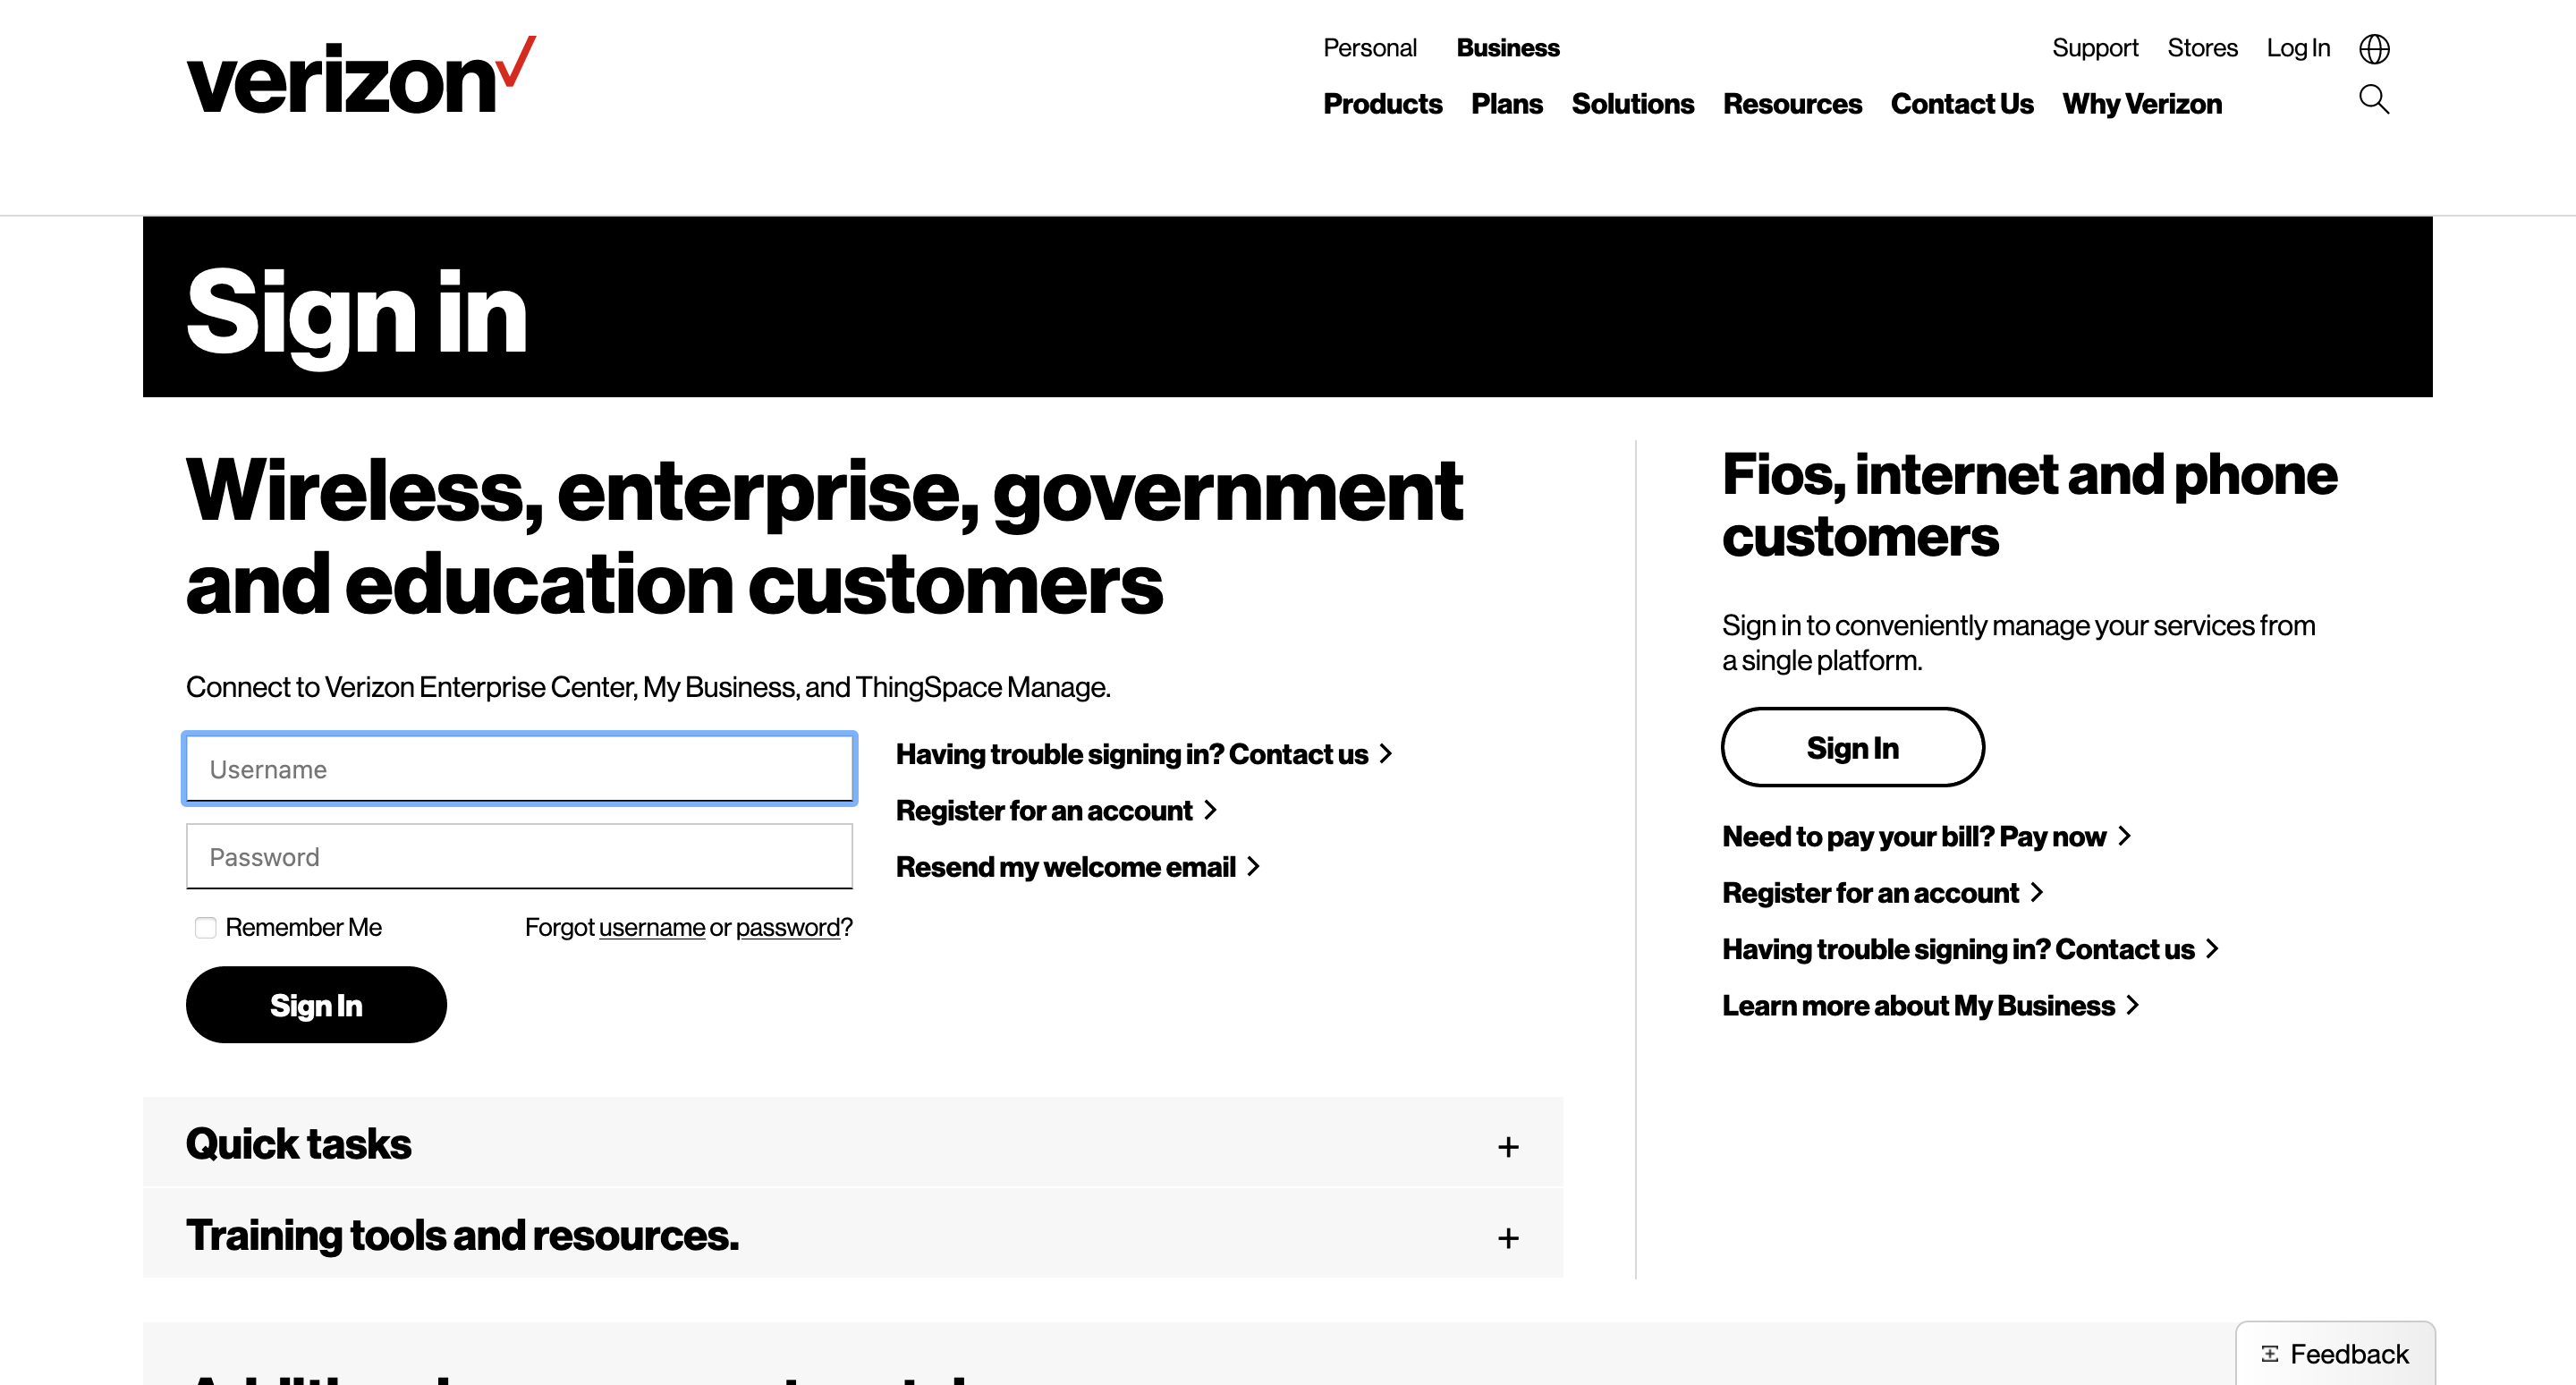 verizon
Personal Business
Support Stores Log In
Products Plans Solutions Resources Contact Us Why Verizon
Sign in
Wireless, enterprise, government
and education customers
Connect to Verizon Enterprise Center, My Business, and ThingSpace Manage.
Username
Password
Remember Me
Forgot username or password?
Sign In
Having trouble signing in? Contact us
Register for an account
Resend my welcome email
Quick tasks
Training tools and resources.
Fios, internet and phone
customers
Sign in to conveniently manage your services from
a single platform.
Sign In
Need to pay your bill? Pay now
Register for an account
Having trouble signing in? Contact us
Learn more about My Business
Feedback